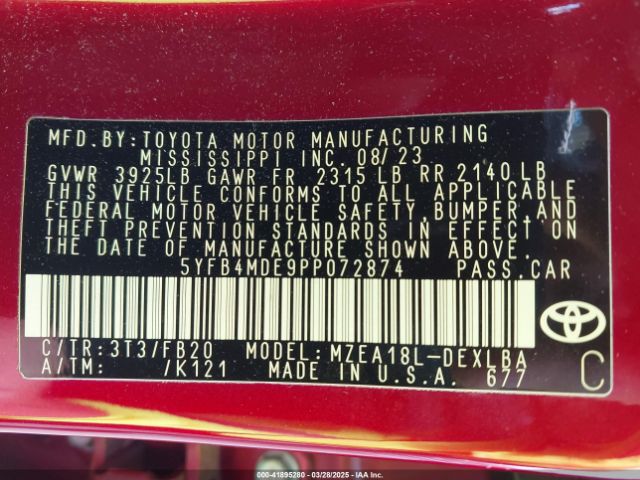 MFD.BY:TOYOTA MOTOR MANUFACTURING
MISSISSIPPI INC. 08/23
GVWR 3925LB GAWR FR 2315 LB RR 2140LB
THIS VEHICLE CONFORMS TO ALL APPLICABLE
FEDERAL MOTOR VEHICLE SAFETY,BUMPER,AND
THEFT PREVENTION STANDARDS IN EFFECT ON
THE DATE OF MANUFACTURE SHOWN ABOVE.
5YFB4MDE9PP072874 PASS.CAR
C/TR:3T3/FB20 MODEL:MZEA18L-DEXLBA
A/TM: /K121 MADE IN U.S.A. 677
C
000-41895280 - 03/28/2025 - IAA Inc.